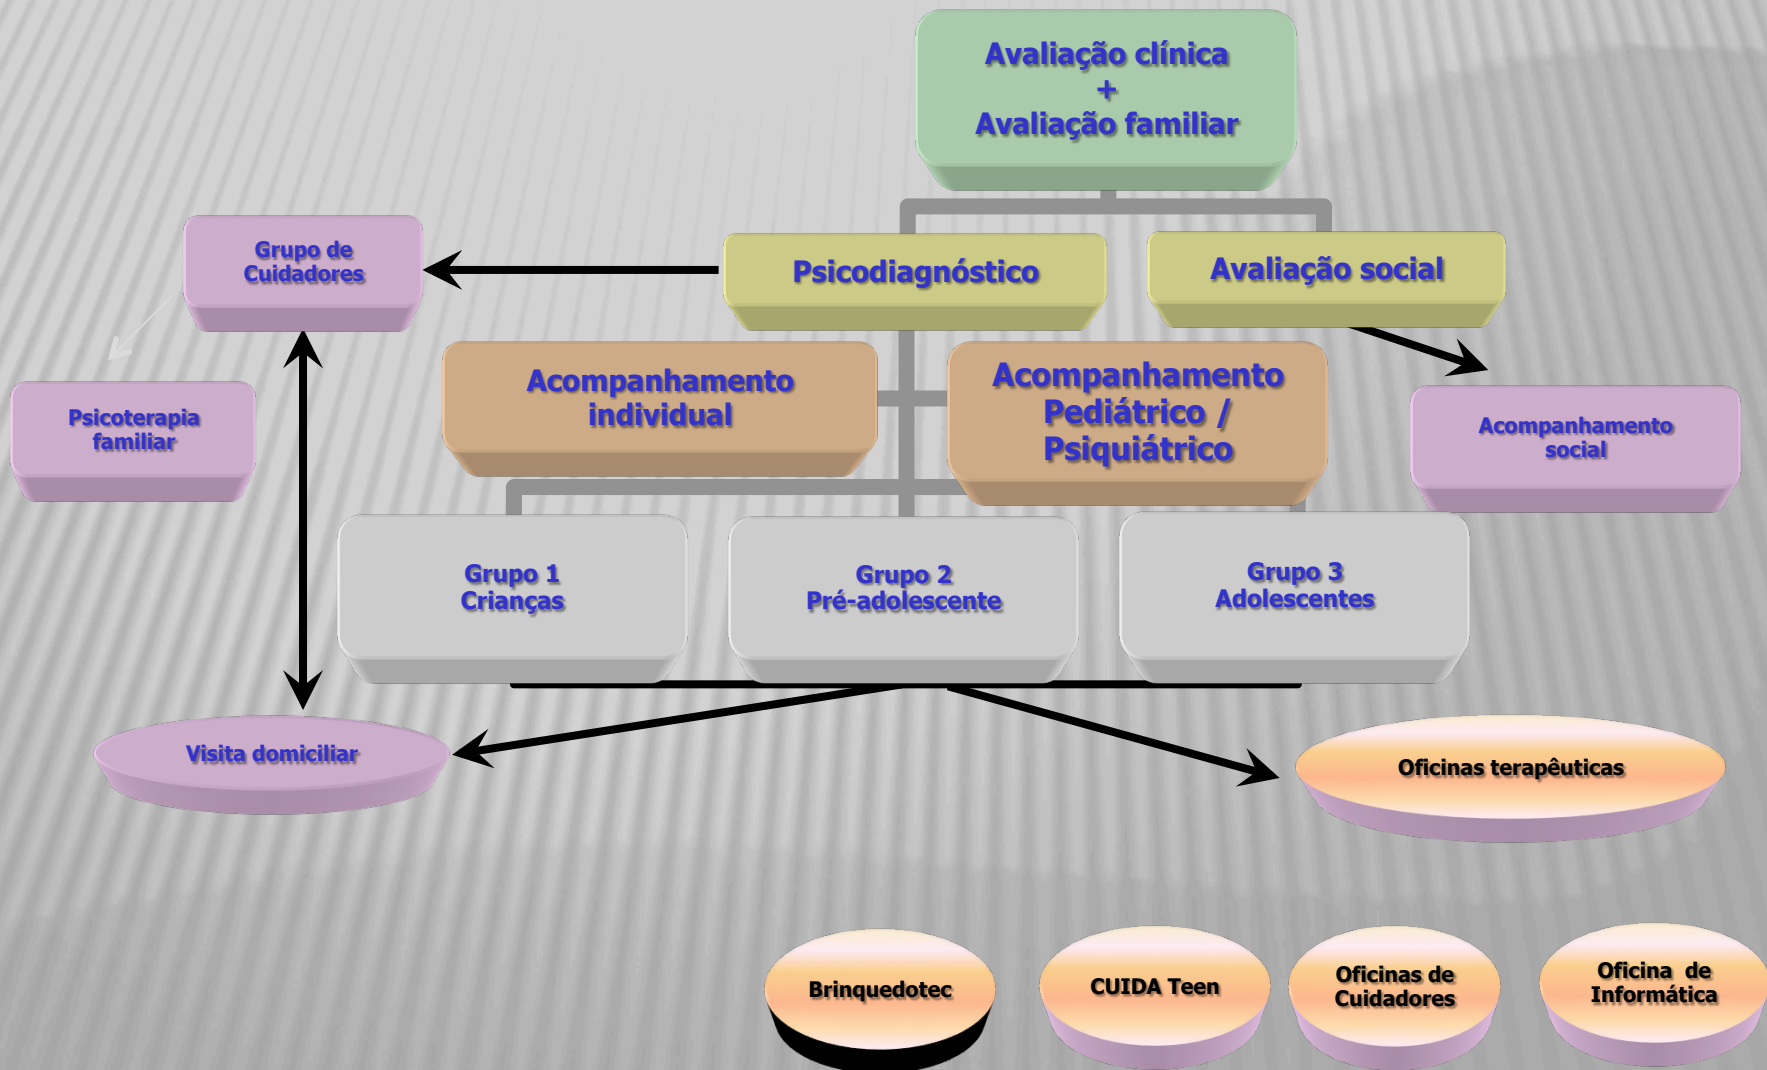 Avaliação clínica
+
Avaliação familiar
Grupo de
Cuidadores
Psicodiagnóstico
Avaliação social
Psicoterapia
familiar
Acompanhamento
individual
Acompanhamento
Pediátrico /
Psiquiátrico
Acompanhamento
social
Grupo 1
Crianças
Grupo 2
Pré-adolescente
Grupo 3
Adolescentes
Visita domiciliar
Oficinas terapêuticas
Brinquedotec
CUIDA Teen
Oficinas de
Cuidadores
Oficina de
Informática